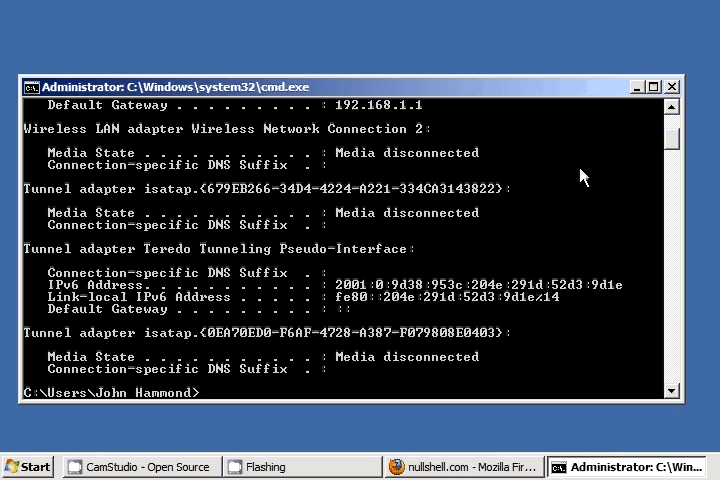 Administrator: C:\Windows\system32\cmd.exe
Default Gateway . . . . . . . . . : 192.168.1.1
Wireless LAN adapter Wireless Network Connection 2:
Media State . . . . . . . . . . . : Media disconnected
Connection-specific DNS Suffix  . :
Tunnel adapter isatap.{679EB266-34D4-4224-A221-334CA3143822}:
Media State . . . . . . . . . . . : Media disconnected
Connection-specific DNS Suffix  . :
Tunnel adapter Teredo Tunneling Pseudo-Interface:
Connection-specific DNS Suffix  . :
IPv6 Address. . . . . . . . . . . : 2001:0:9d38:953c:204e:291d:52d3:9d1e
Link-local IPv6 Address . . . . . : fe80::204e:291d:52d3:9d1e%14
Default Gateway . . . . . . . . . : ::
Tunnel adapter isatap.{0EA70ED0-F6AF-4728-A387-F079808E0403}:
Media State . . . . . . . . . . . : Media disconnected
Connection-specific DNS Suffix  . :
C:\Users\John Hammond>
Start
CamStudio - Open Source
Flashing
nullshell.com - Mozilla Fir...
Administrator: C:\Win...